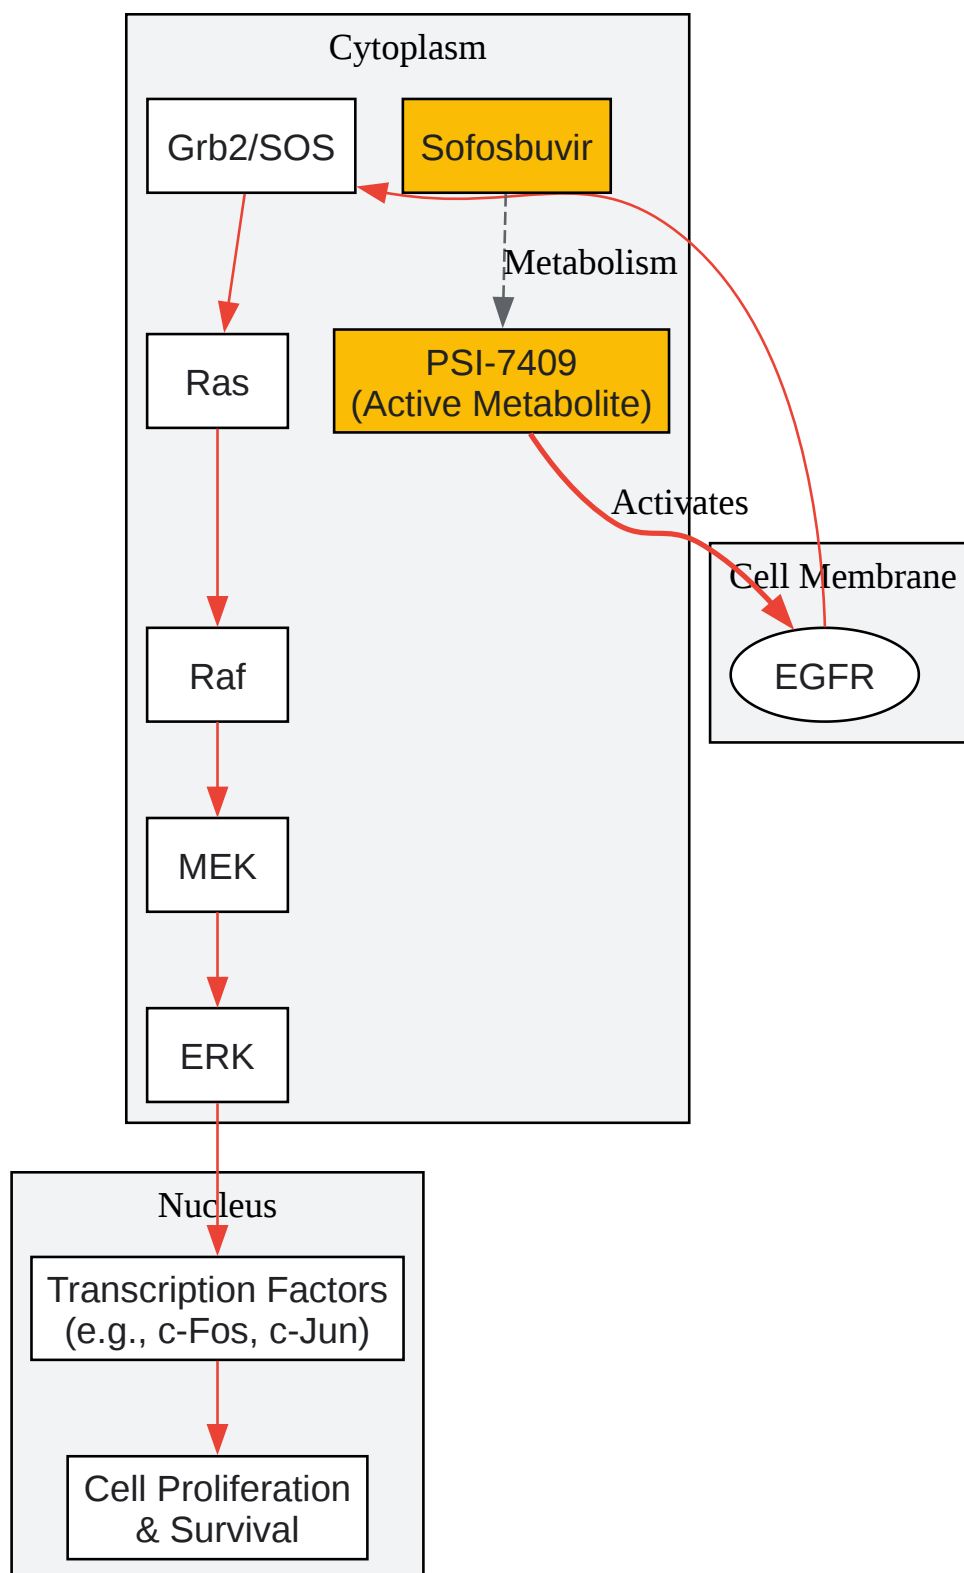 Cytoplasm
Grb2/SOS
Sofosbuvir
Metabolism
Ras
PSI-7409
(Active Metabolite)
Activates
Cell Membrane
EGFR
Raf
MEK
ERK
Nucleus
Transcription Factors
(e.g., c-Fos, c-Jun)
Cell Proliferation
& Survival